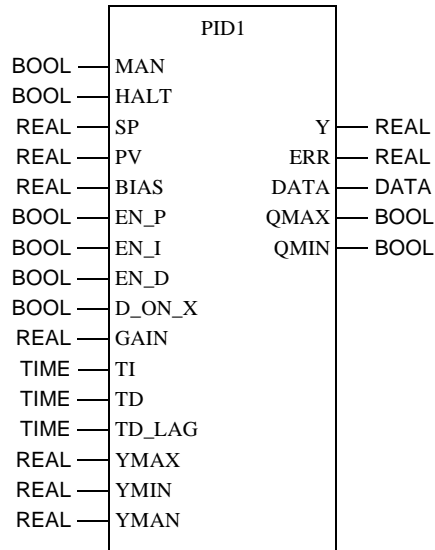 PID1
BOOL MAN
BOOL HALT
REAL SP Y REAL
REAL PV ERR REAL
REAL BIAS DATA DATA
BOOL EN_P QMAX BOOL
BOOL EN_I QMIN BOOL
BOOL EN_D
BOOL D_ON_X
REAL GAIN
TIME TI
TIME TD
TIME TD_LAG
REAL YMAX
REAL YMIN
REAL YMAN